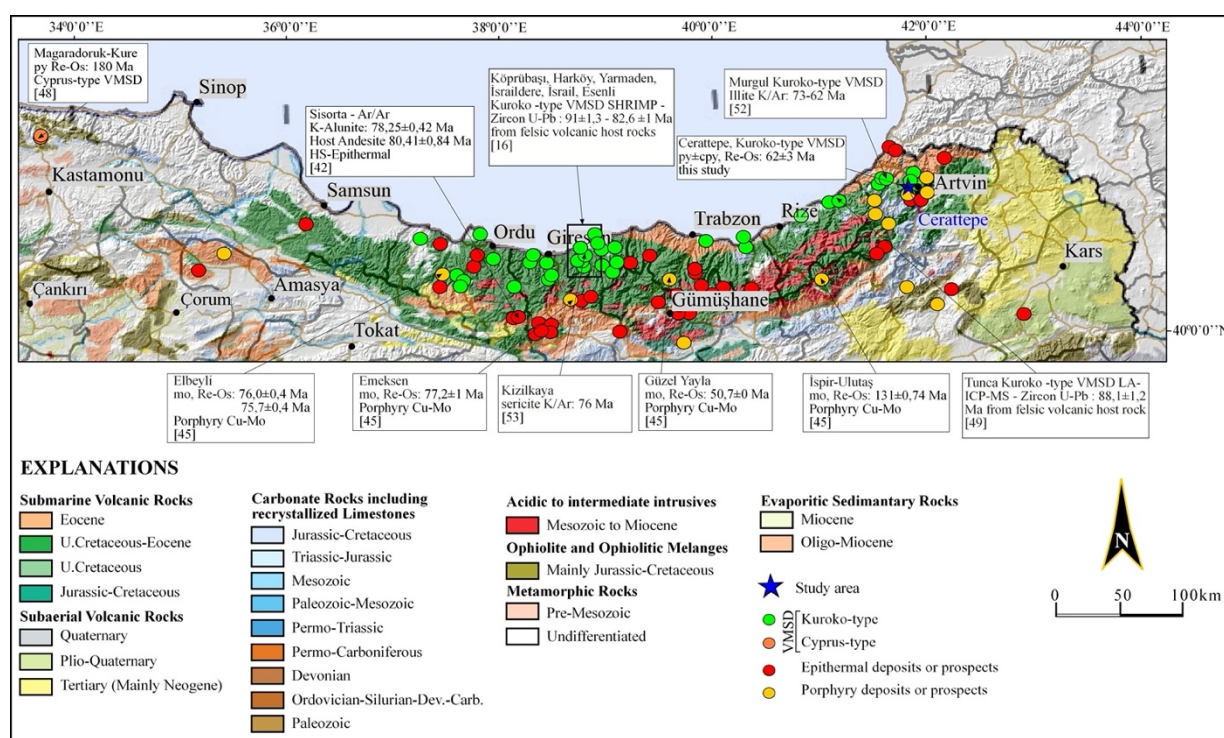 34°0'0"E
36°0'0"E
38°0'0"E
40°0'0"E
42°0'0"E
44°0'0"E
Magaradoruk-Kure
py Re-Os: 180 Ma
Cyprus-type VMSD
[48]
Sinop
Sisorta - Ar/Ar
K-Alunite: 78,25±0,42 Ma
Host Andesite 80,41±0,84 Ma
HS-Epithermal
[42]
Köprübaşı, Harköy, Yarmaden,
İsraildere, İsrail, Esenli
Kuroko -type VMSD SHRIMP -
Zircon U-Pb : 91±1,3 - 82,6 ±1 Ma
from felsic volcanic host rocks
[16]
Murgul Kuroko-type VMSD
Illite K/Ar: 73-62 Ma
[52]
Cerattepe, Kuroko-type VMSD
py±cpy, Re-Os: 62±3 Ma
this study
Kastamonu
Samsun
Ordu
Giresun
Trabzon
Rize
Artvin
Cerattepe
Kars
Çankırı
Çorum
Amasya
Tokat
Gümüşhane
40°0'0"N
Elbeyli
mo, Re-Os: 76,0±0,4 Ma
75,7±0,4 Ma
Porphyry Cu-Mo
[45]
Emeksen
mo, Re-Os: 77,2±1 Ma
Porphyry Cu-Mo
[45]
Kizilkaya
sericite K/Ar: 76 Ma
[53]
Güzel Yayla
mo, Re-Os: 50,7±0 Ma
Porphyry Cu-Mo
[45]
İspir-Ulutaş
mo, Re-Os: 131±0,74 Ma
Porphyry Cu-Mo
[45]
Tunca Kuroko -type VMSD LA-
ICP-MS - Zircon U-Pb : 88,1±1,2
Ma from felsic volcanic host rock
[49]
EXPLANATIONS
Submarine Volcanic Rocks
Eocene
U.Cretaceous-Eocene
U.Cretaceous
Jurassic-Cretaceous
Subaerial Volcanic Rocks
Quaternary
Plio-Quaternary
Tertiary (Mainly Neogene)
Carbonate Rocks including
recrystallized Limestones
Jurassic-Cretaceous
Triassic-Jurassic
Mesozoic
Paleozoic-Mesozoic
Permo-Triassic
Permo-Carboniferous
Devonian
Ordovician-Silurian-Dev.-Carb.
Paleozoic
Acidic to intermediate intrusives
Mesozoic to Miocene
Ophiolite and Ophiolitic Melanges
Mainly Jurassic-Cretaceous
Metamorphic Rocks
Pre-Mesozoic
Undifferentiated
Evaporitic Sedimantary Rocks
Miocene
Oligo-Miocene
Study area
VMSD
Kuroko-type
Cyprus-type
Epithermal deposits or prospects
Porphyry deposits or prospects
N
0 50 100km